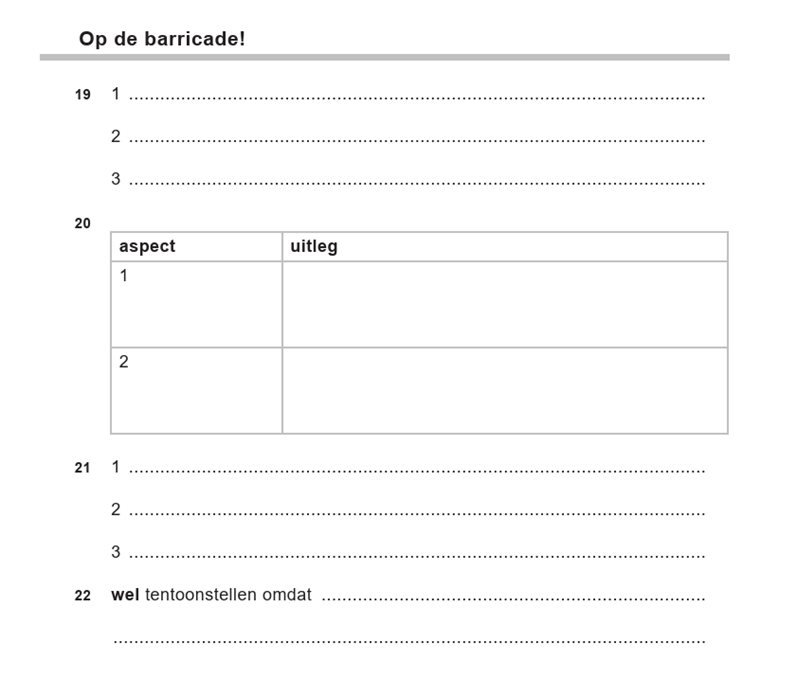 Op de barricade!
19 1 ..............................................................................................................
2 ..............................................................................................................
3 ..............................................................................................................
20
aspect uitleg
1
2
21 1 ..............................................................................................................
2 ..............................................................................................................
3 ..............................................................................................................
22 wel tentoonstellen omdat .........................................................................
.................................................................................................................